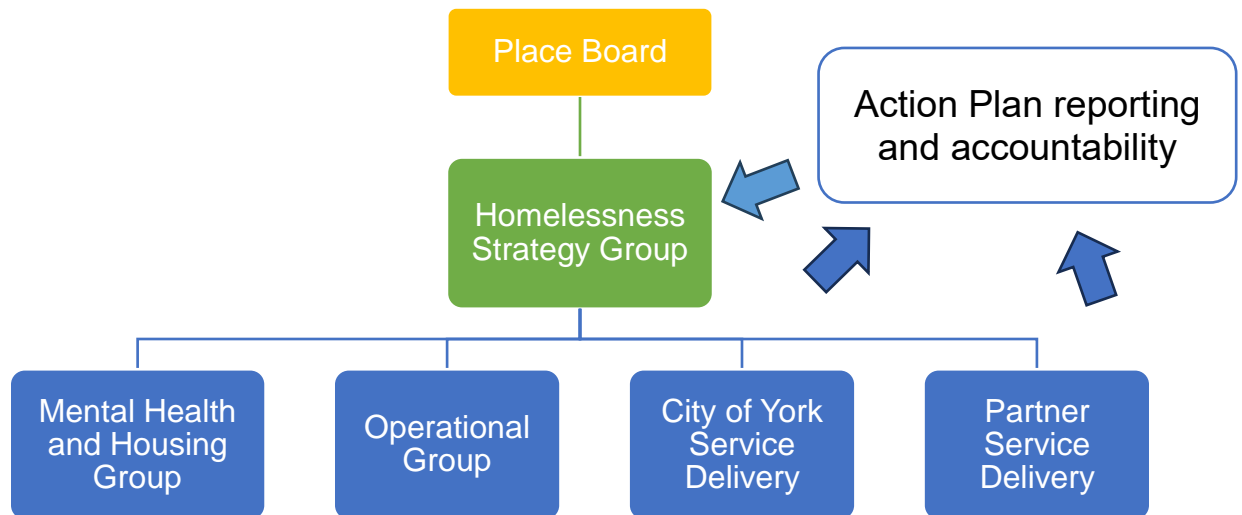 Place Board
Action Plan reporting
and accountability
Homelessness
Strategy Group
Mental Health
and Housing
Group
Operational
Group
City of York
Service
Delivery
Partner
Service
Delivery